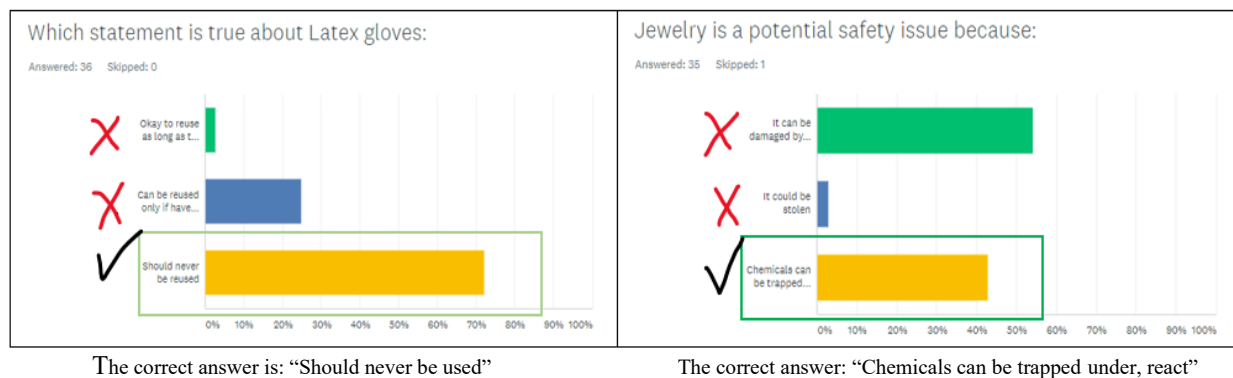 Which statement is true about Latex gloves:
Answered: 36 Skipped: 0
Okay to reuse
as long as t...
Can be reused
only if have...
Should never
be reused
0% 10% 20% 30% 40% 50% 60% 70% 80% 90% 100%
The correct answer is: “Should never be used”
Jewelry is a potential safety issue because:
Answered: 35 Skipped: 1
It can be
damaged by...
It could be
stolen
Chemicals can
be trapped...
0% 10% 20% 30% 40% 50% 60% 70% 80% 90% 100%
The correct answer: “Chemicals can be trapped under, react”